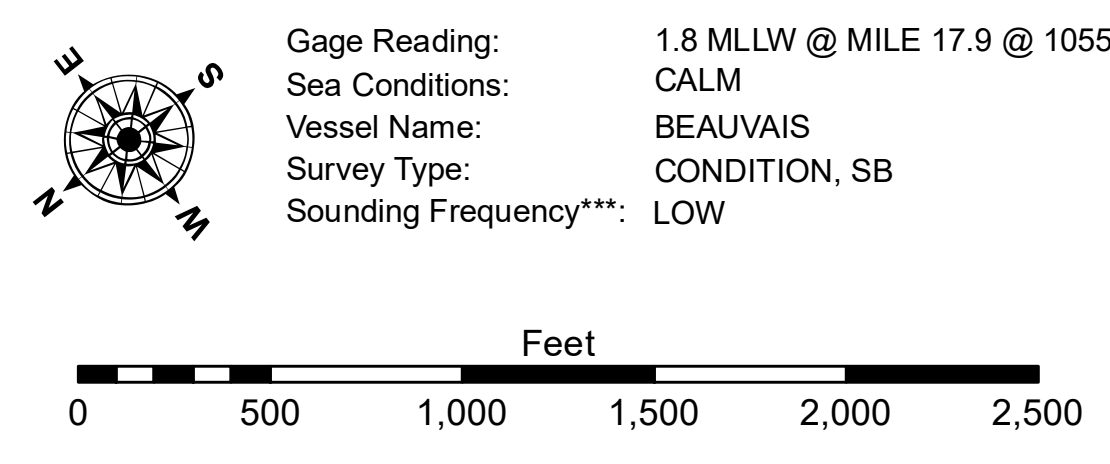 E
S
N
W
Gage Reading: 1.8 MLLW @ MILE 17.9 @ 1055
Sea Conditions: CALM
Vessel Name: BEAUVAIS
Survey Type: CONDITION, SB
Sounding Frequency***: LOW
Feet
0 500 1,000 1,500 2,000 2,500